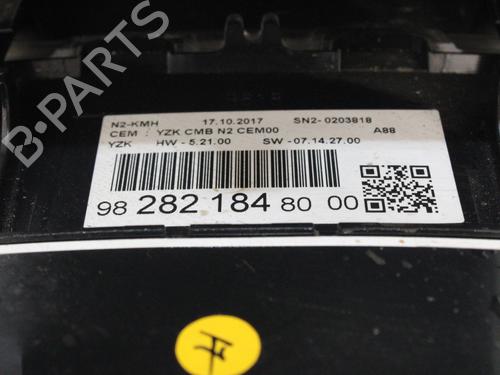 B-PARTS
N2-KMH 17.10.2017 SN2- 0203818
CEM : YZK CMB N2 CEM00 A88
YZK HW - 5.21.00 SW - 07.14.27.00
98 282 184 80 00